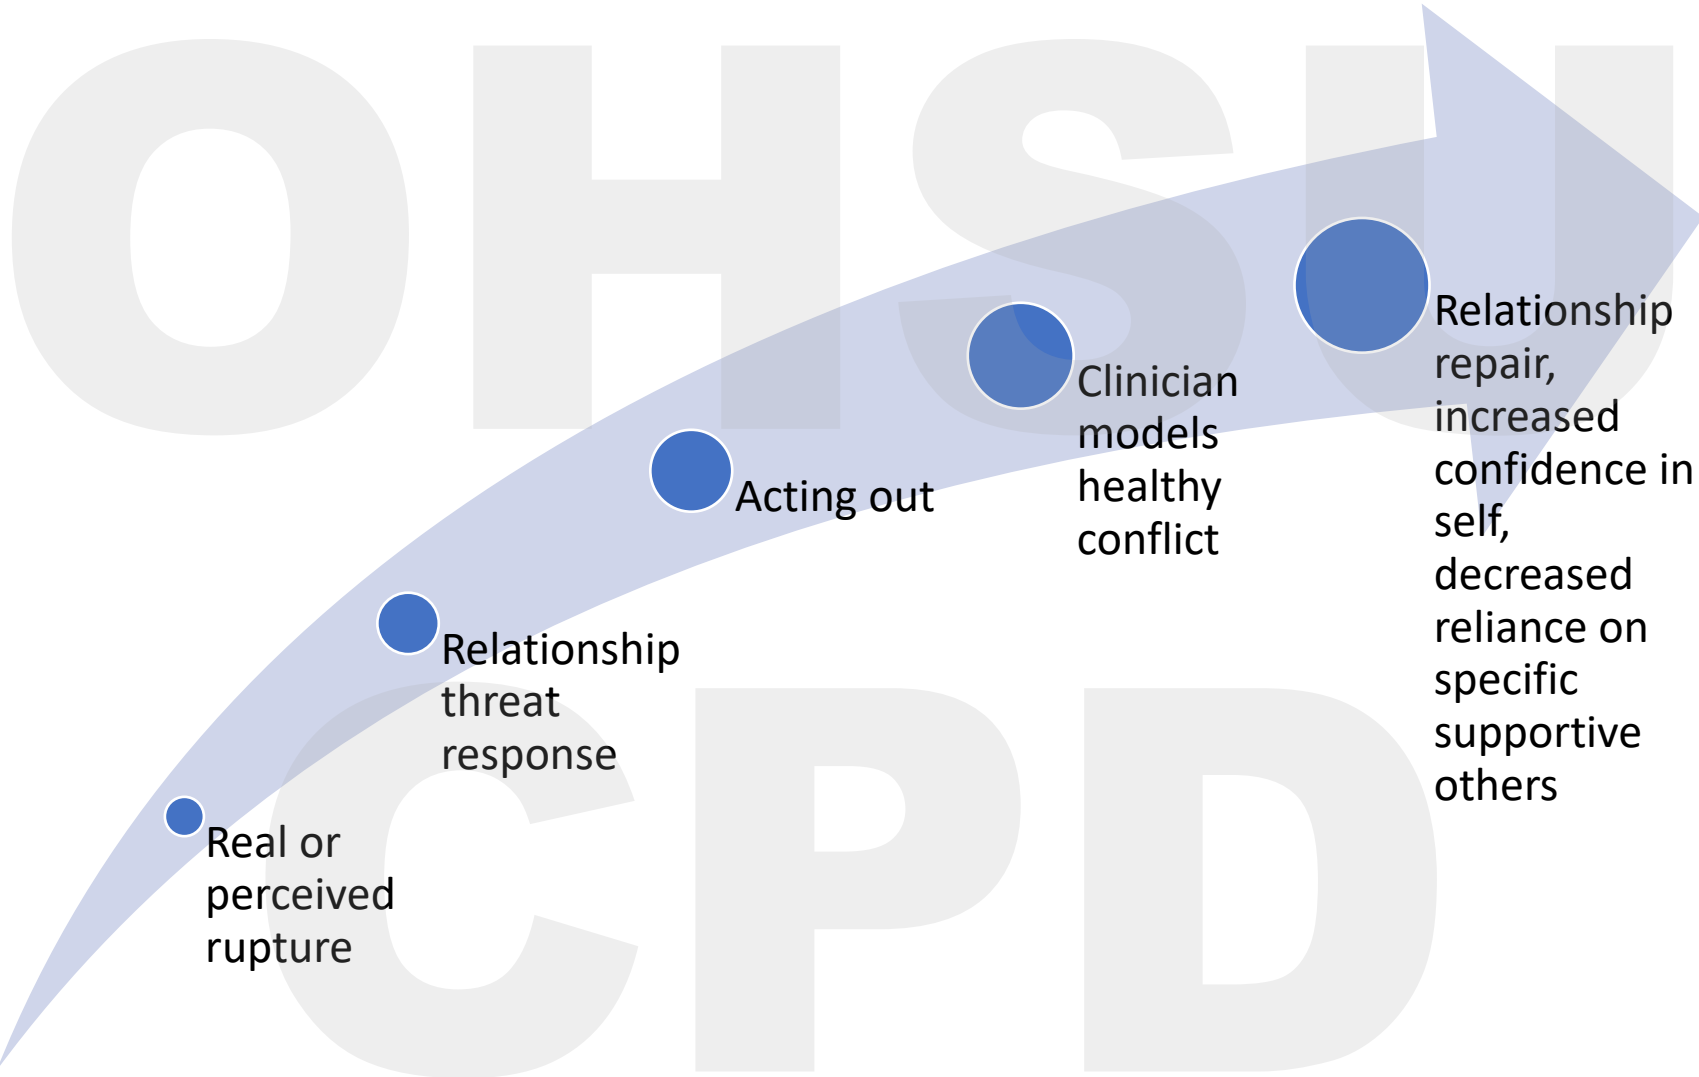 OHSU
CPD
Real or
perceived
rupture
Relationship
threat
response
Acting out
Clinician
models
healthy
conflict
Relationship
repair,
increased
confidence in
self,
decreased
reliance on
specific
supportive
others